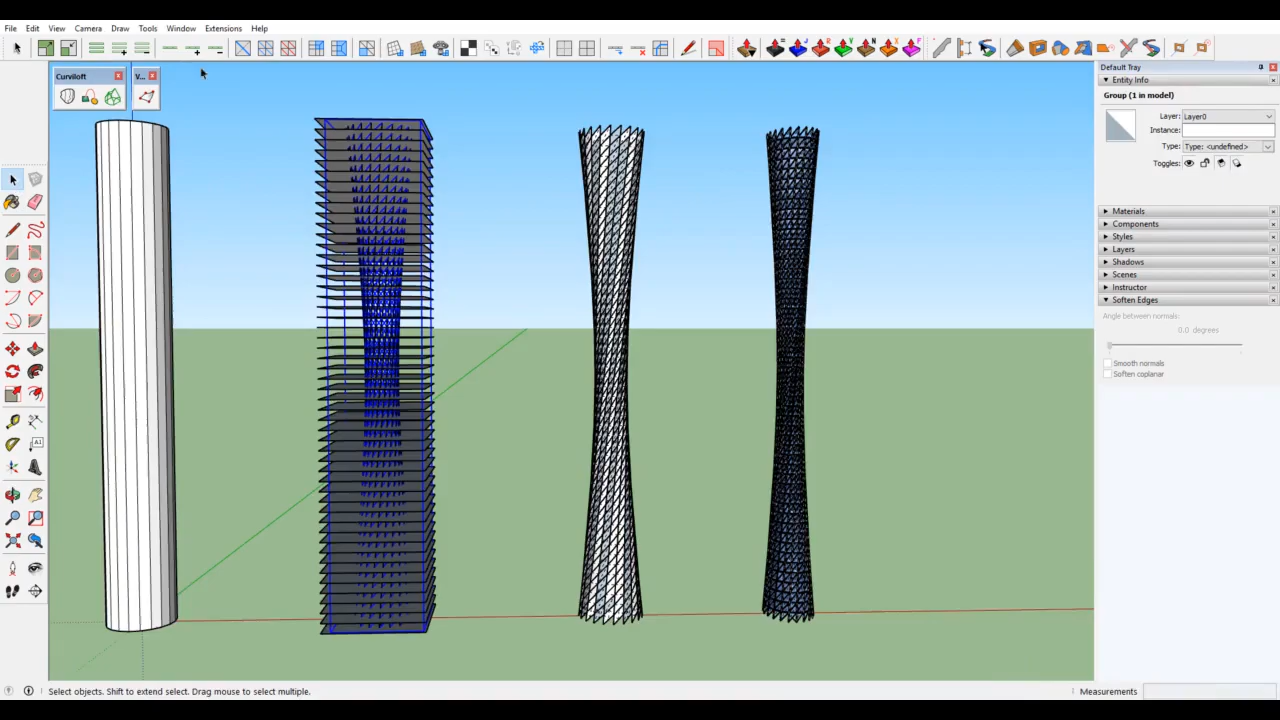 File Edit View Camera Draw Tools Window Extensions Help
Default Tray
Curviloft
V...
Entity Info
Group (1 in model)
Layer: Layer0
Instance:
Type: Type: <undefined>
Toggles:
Materials
Components
Styles
Layers
Shadows
Scenes
Instructor
Soften Edges
Angle between normals:
0.0 degrees
Smooth normals
Soften coplanar
Select objects. Shift to extend select. Drag mouse to select multiple.
Measurements